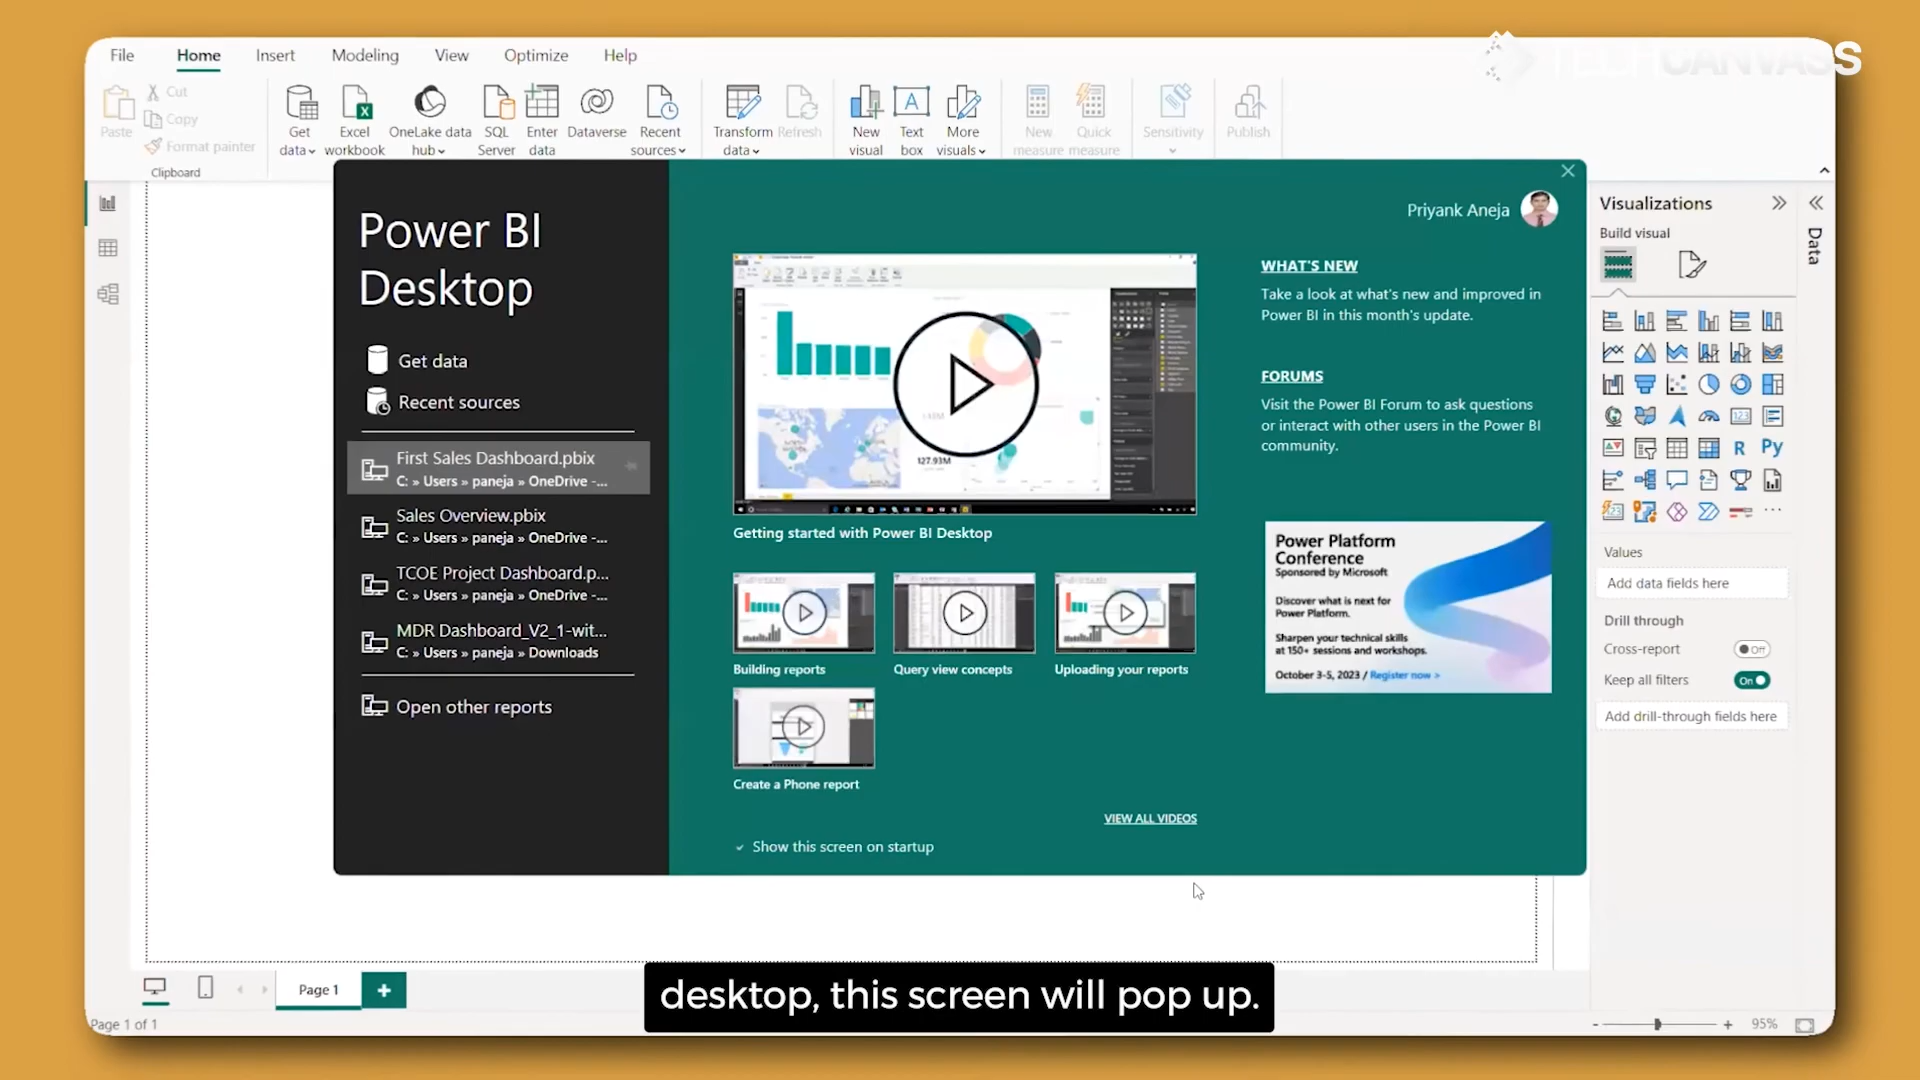 File Home Insert Modeling View Optimize Help
CANVASS
Paste
Cut
Copy
Format painter
Clipboard
Get data
Excel workbook
OneLake data hub
SQL Server
Enter data
Dataverse
Recent sources
Transform data
Refresh
New visual
Text box
More visuals
New measure
Quick measure
Sensitivity
Publish
Power BI
Desktop
Get data
Recent sources
First Sales Dashboard.pbix
C: » Users » paneja » OneDrive -...
Sales Overview.pbix
C: » Users » paneja » OneDrive -...
TCOE Project Dashboard.p...
C: » Users » paneja » OneDrive -...
MDR Dashboard_V2_1-wit...
C: » Users » paneja » Downloads
Open other reports
Priyank Aneja
127.93M
Getting started with Power BI Desktop
Building reports
Query view concepts
Uploading your reports
Create a Phone report
VIEW ALL VIDEOS
Show this screen on startup
WHAT'S NEW
Take a look at what's new and improved in
Power BI in this month's update.
FORUMS
Visit the Power BI Forum to ask questions
or interact with other users in the Power BI
community.
Power Platform
Conference
Sponsored by Microsoft
Discover what is next for
Power Platform.
Sharpen your technical skills
at 150+ sessions and workshops.
October 3-5, 2023 / Register now >
Visualizations
Build visual
Data
R
Py
123
Values
Add data fields here
Drill through
Cross-report
Off
Keep all filters
On
Add drill-through fields here
Page 1
+
Page 1 of 1
- + 95%
desktop, this screen will pop up.